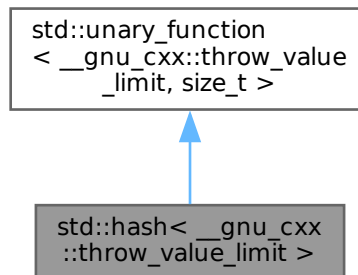 std::unary_function
< __gnu_cxx::throw_value
_limit, size_t >
std::hash< __gnu_cxx
::throw_value_limit >